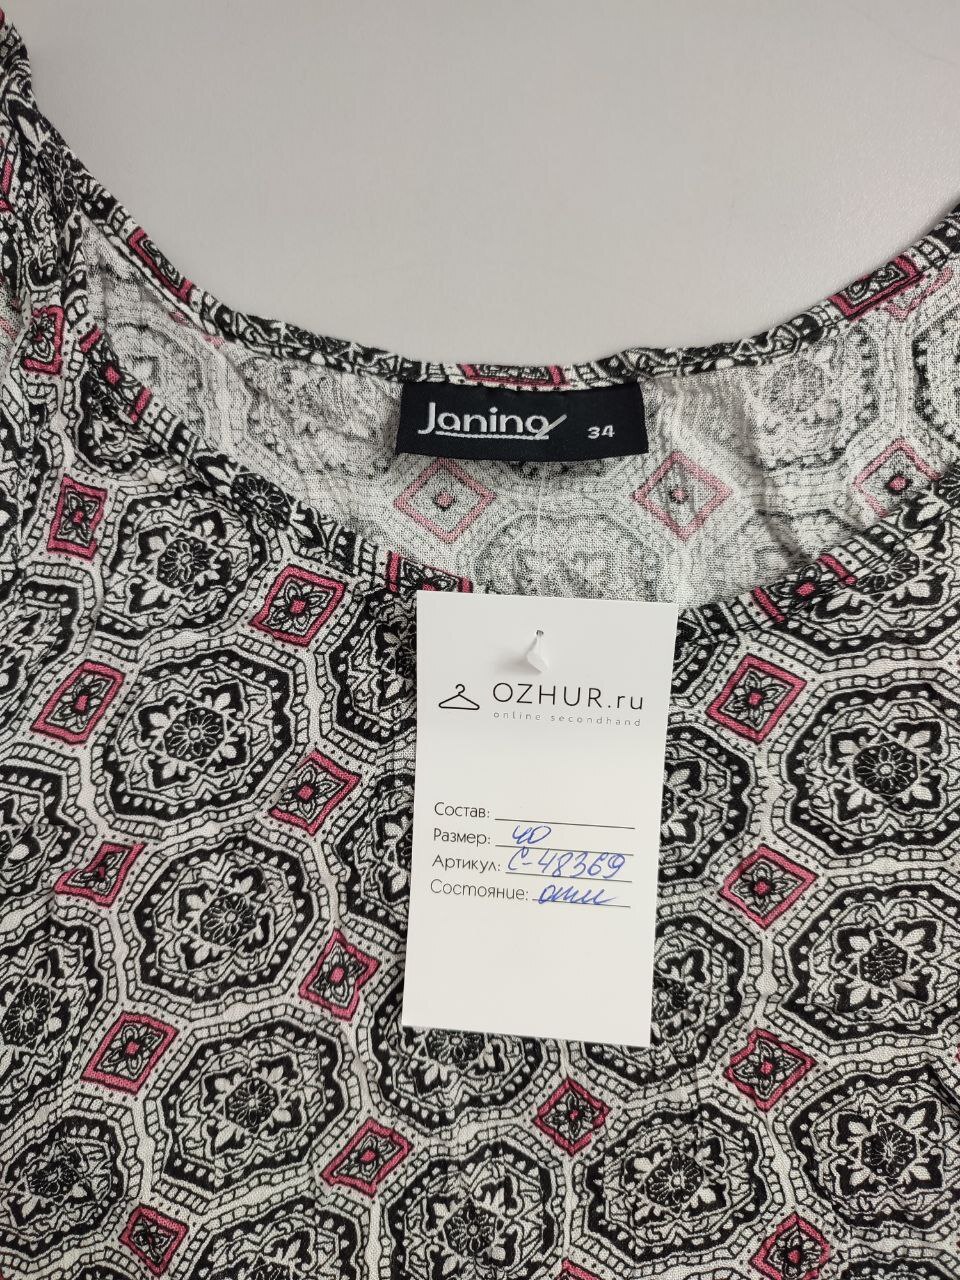 Janina 34
OZHUR.ru
online secondhand
Состав:
Размер: 40
Артикул: С-48369
Состояние: отл